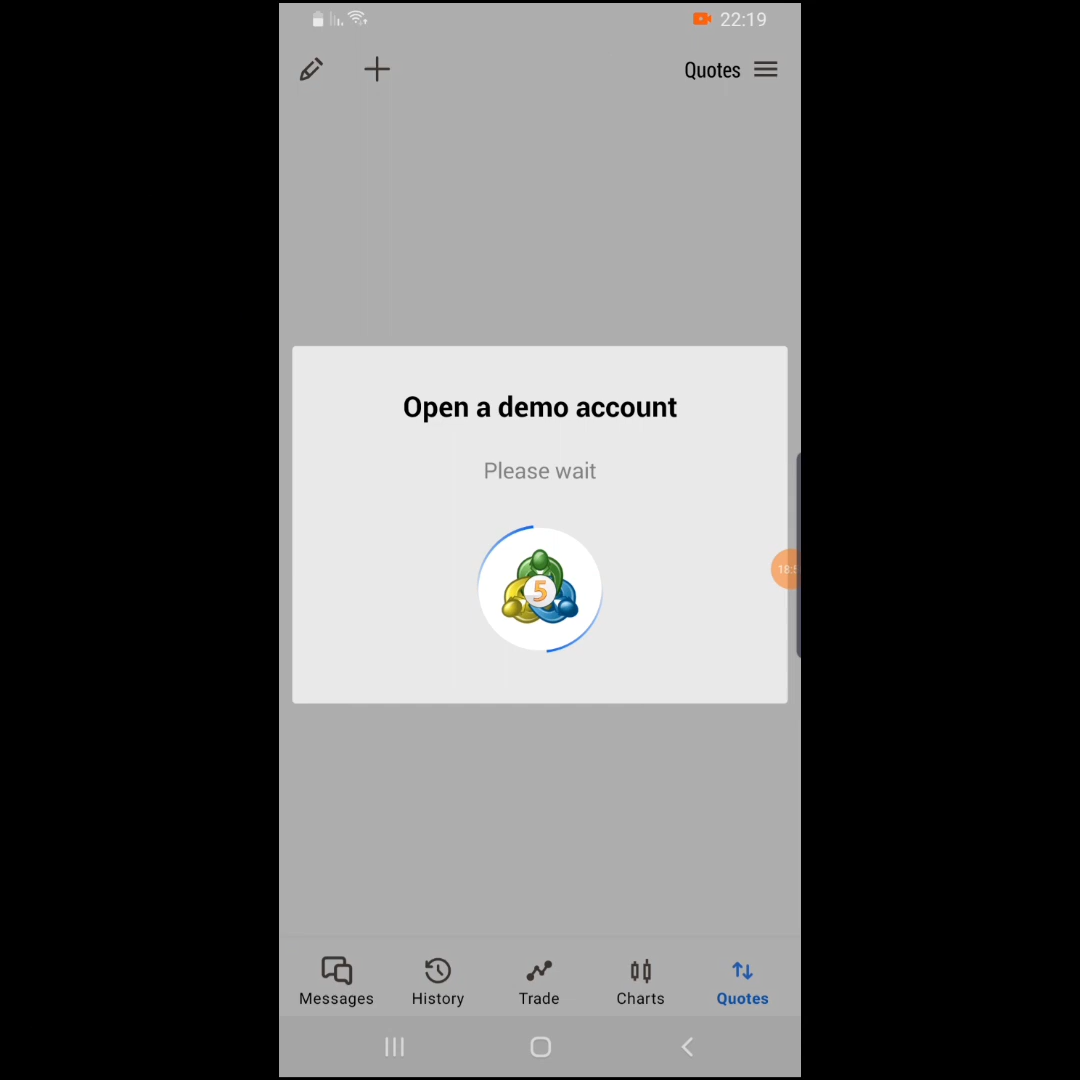 22:19
Quotes
Open a demo account
Please wait
5
Messages History Trade Charts Quotes